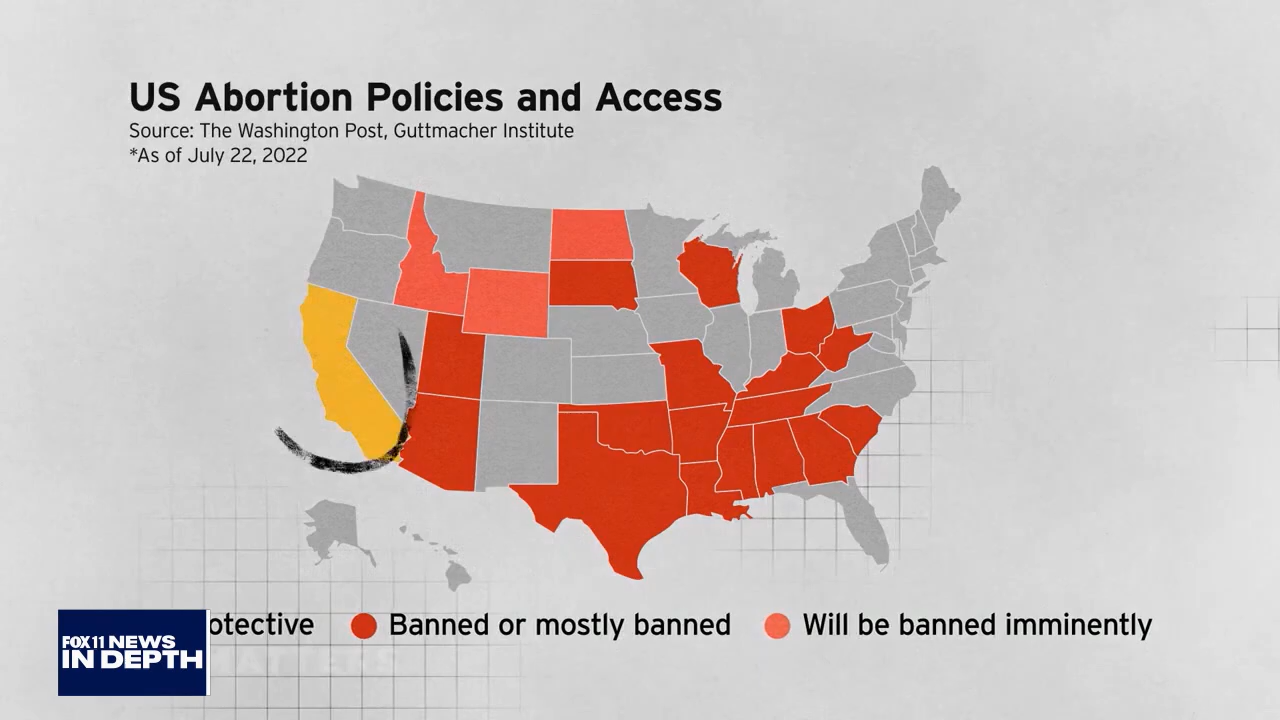 US Abortion Policies and Access
Source: The Washington Post, Guttmacher Institute
*As of July 22, 2022
otective
Banned or mostly banned
Will be banned imminently
FOX 11 NEWS
IN DEPTH